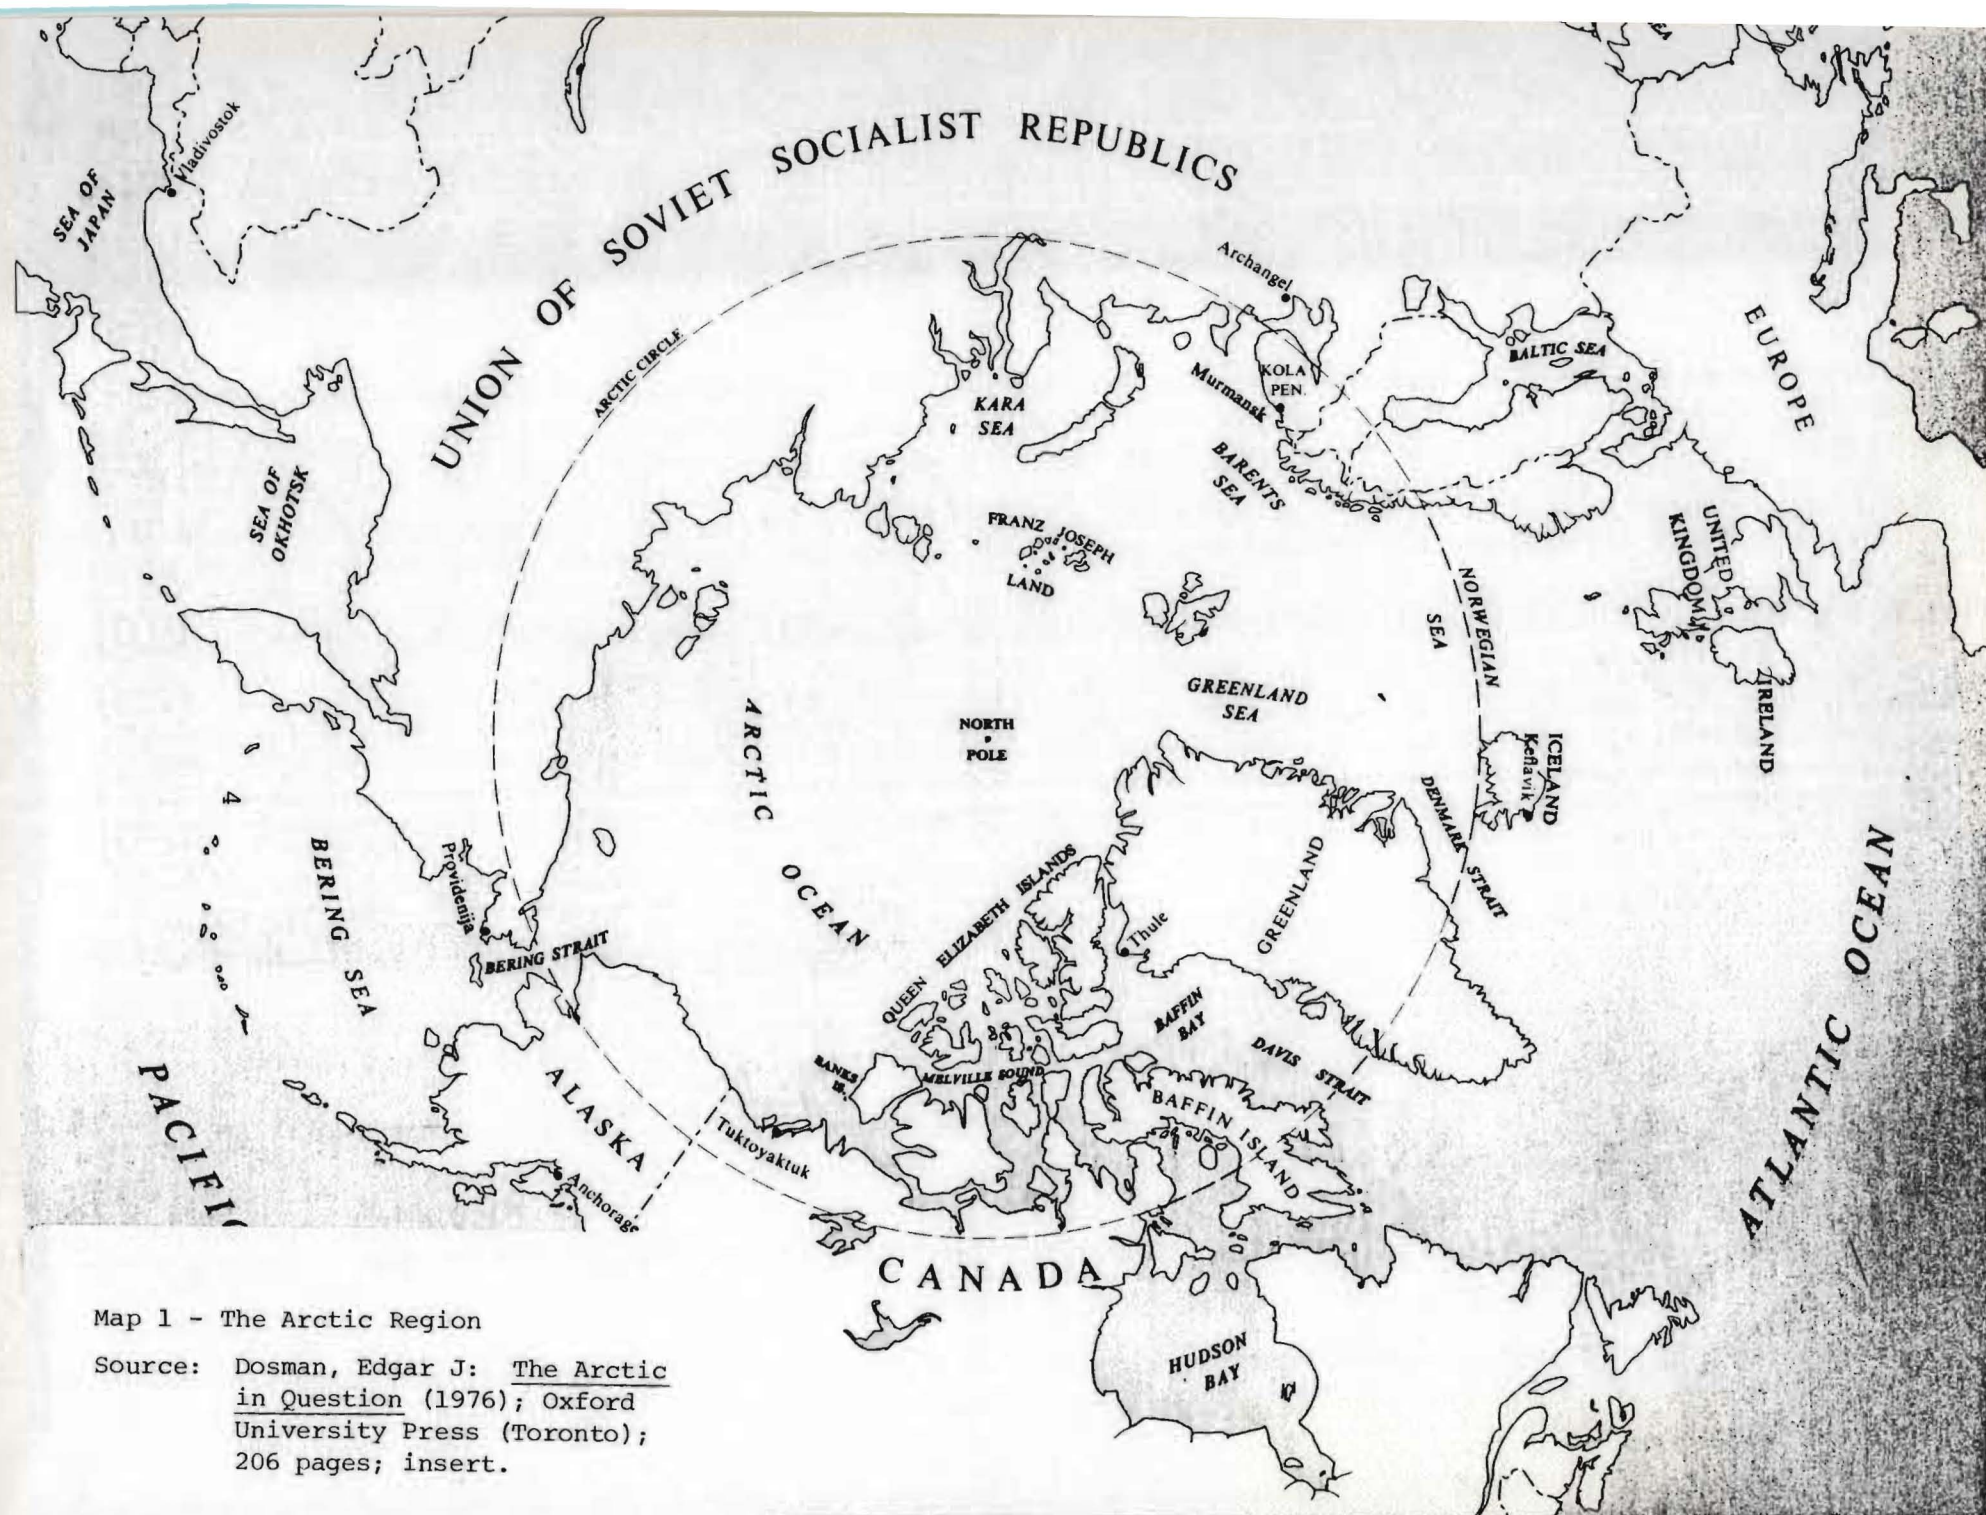 UNION OF SOVIET SOCIALIST REPUBLICS
Vladivostok
SEA OF
JAPAN
ARCTIC CIRCLE
Archangel
KOLA
PEN.
Murmansk
BALTIC SEA
EUROPE
KARA
SEA
BARENTS
SEA
SEA OF
OKHOTSK
FRANZ JOSEPH
LAND
UNITED
KINGDOM
IRELAND
NORWEGIAN
SEA
GREENLAND
SEA
NORTH
POLE
ARCTIC
OCEAN
ICELAND
Keflavik
DENMARK STRAIT
4
BERING SEA
Providenija
BERING STRAIT
QUEEN ELIZABETH ISLANDS
Thule
GREENLAND
ATLANTIC OCEAN
BAFFIN
BAY
DAVIS STRAIT
BANKS
IS.
MELVILLE SOUND
BAFFIN ISLAND
ALASKA
PACIFIC
Tuktoyaktuk
Anchorage
CANADA
HUDSON
BAY
Map 1 - The Arctic Region
Source: Dosman, Edgar J: The Arctic
in Question (1976); Oxford
University Press (Toronto);
206 pages; insert.